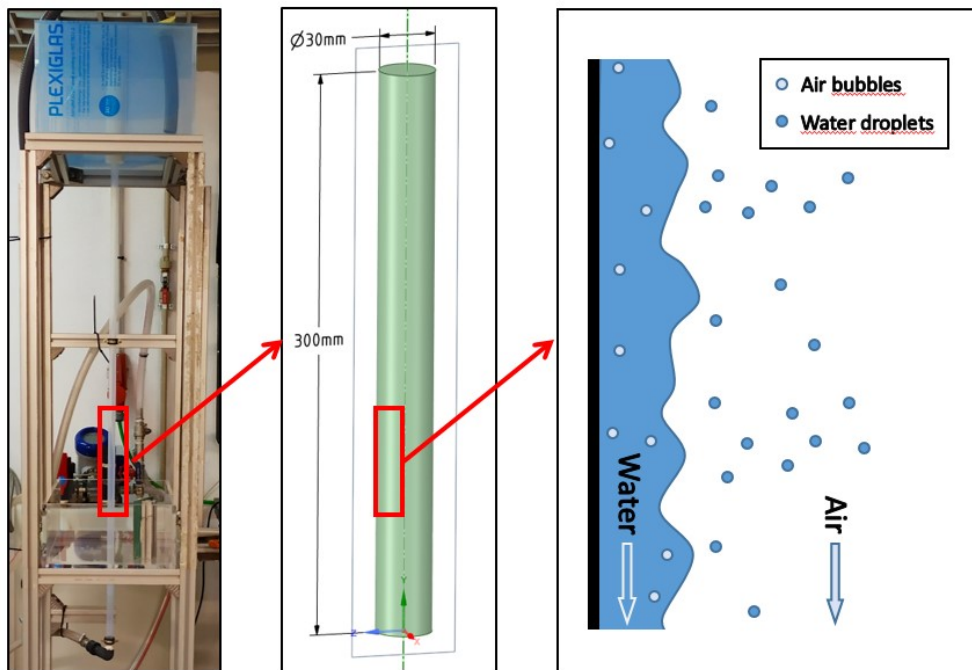 PLEXIGLAS
Ø30mm
300mm
Y
Z
X
Air bubbles
Water droplets
Water
Air